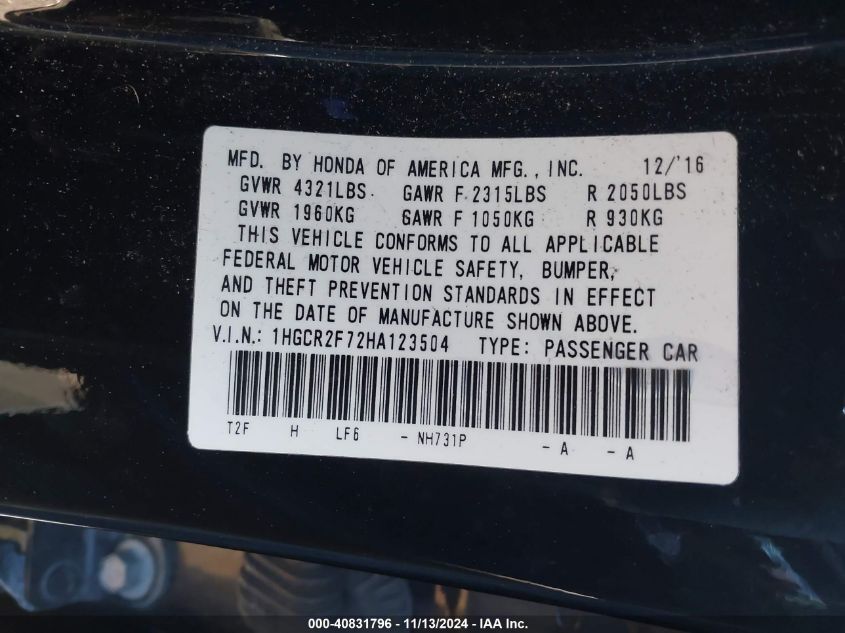 MFD. BY HONDA OF AMERICA MFG., INC. 12/'16
GVWR 4321LBS GAWR F 2315LBS R 2050LBS
GVWR 1960KG GAWR F 1050KG R 930KG
THIS VEHICLE CONFORMS TO ALL APPLICABLE
FEDERAL MOTOR VEHICLE SAFETY, BUMPER,
AND THEFT PREVENTION STANDARDS IN EFFECT
ON THE DATE OF MANUFACTURE SHOWN ABOVE.
V.I.N.: 1HGCR2F72HA123504 TYPE: PASSENGER CAR
T2F H LF6 - NH731P - A - A
000-40831796 - 11/13/2024 - IAA Inc.